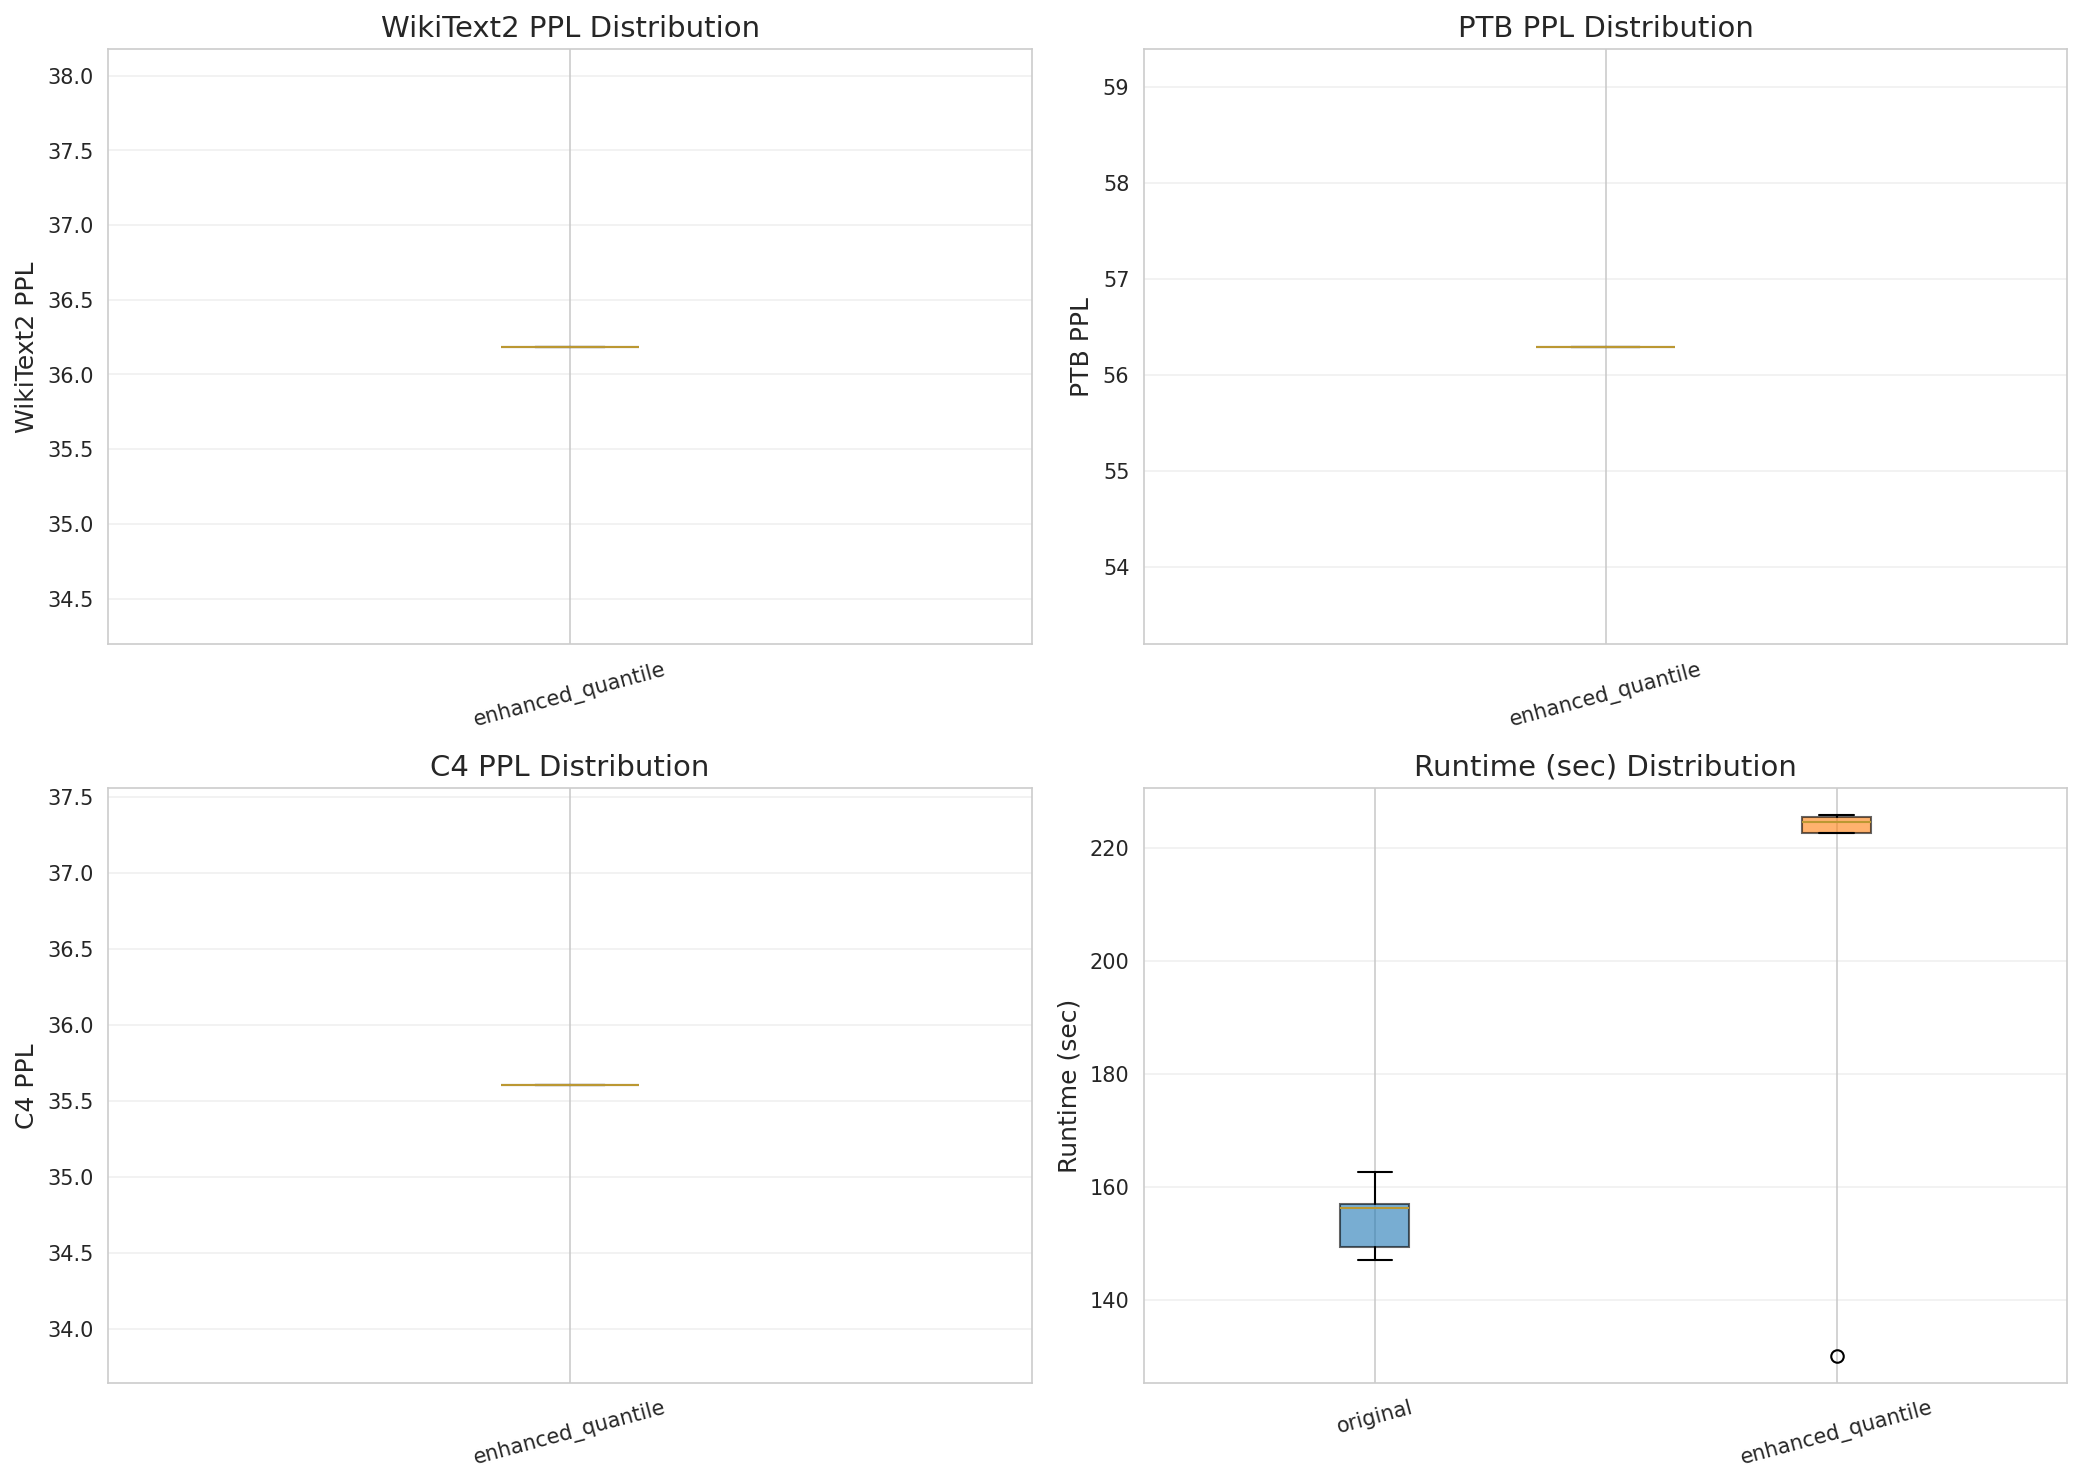 WikiText2 PPL Distribution
WikiText2 PPL
38.0
37.5
37.0
36.5
36.0
35.5
35.0
34.5
enhanced_quantile
PTB PPL Distribution
PTB PPL
59
58
57
56
55
54
enhanced_quantile
C4 PPL Distribution
C4 PPL
37.5
37.0
36.5
36.0
35.5
35.0
34.5
34.0
enhanced_quantile
Runtime (sec) Distribution
Runtime (sec)
220
200
180
160
140
original
enhanced_quantile